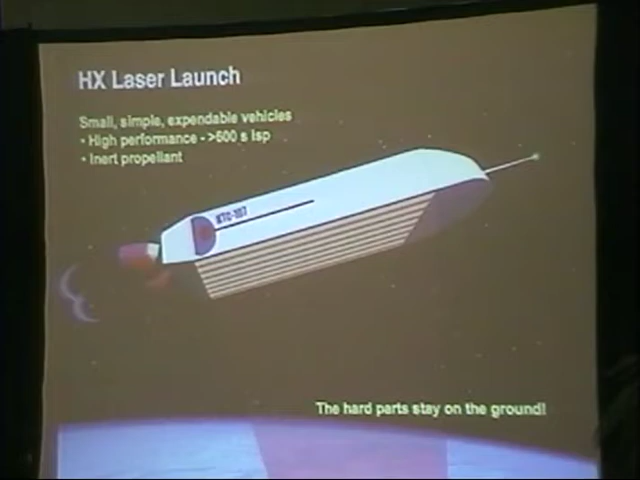 HX Laser Launch
Small, simple, expendable vehicles
• High performance - >600 s Isp
• Inert propellant
The hard parts stay on the ground!